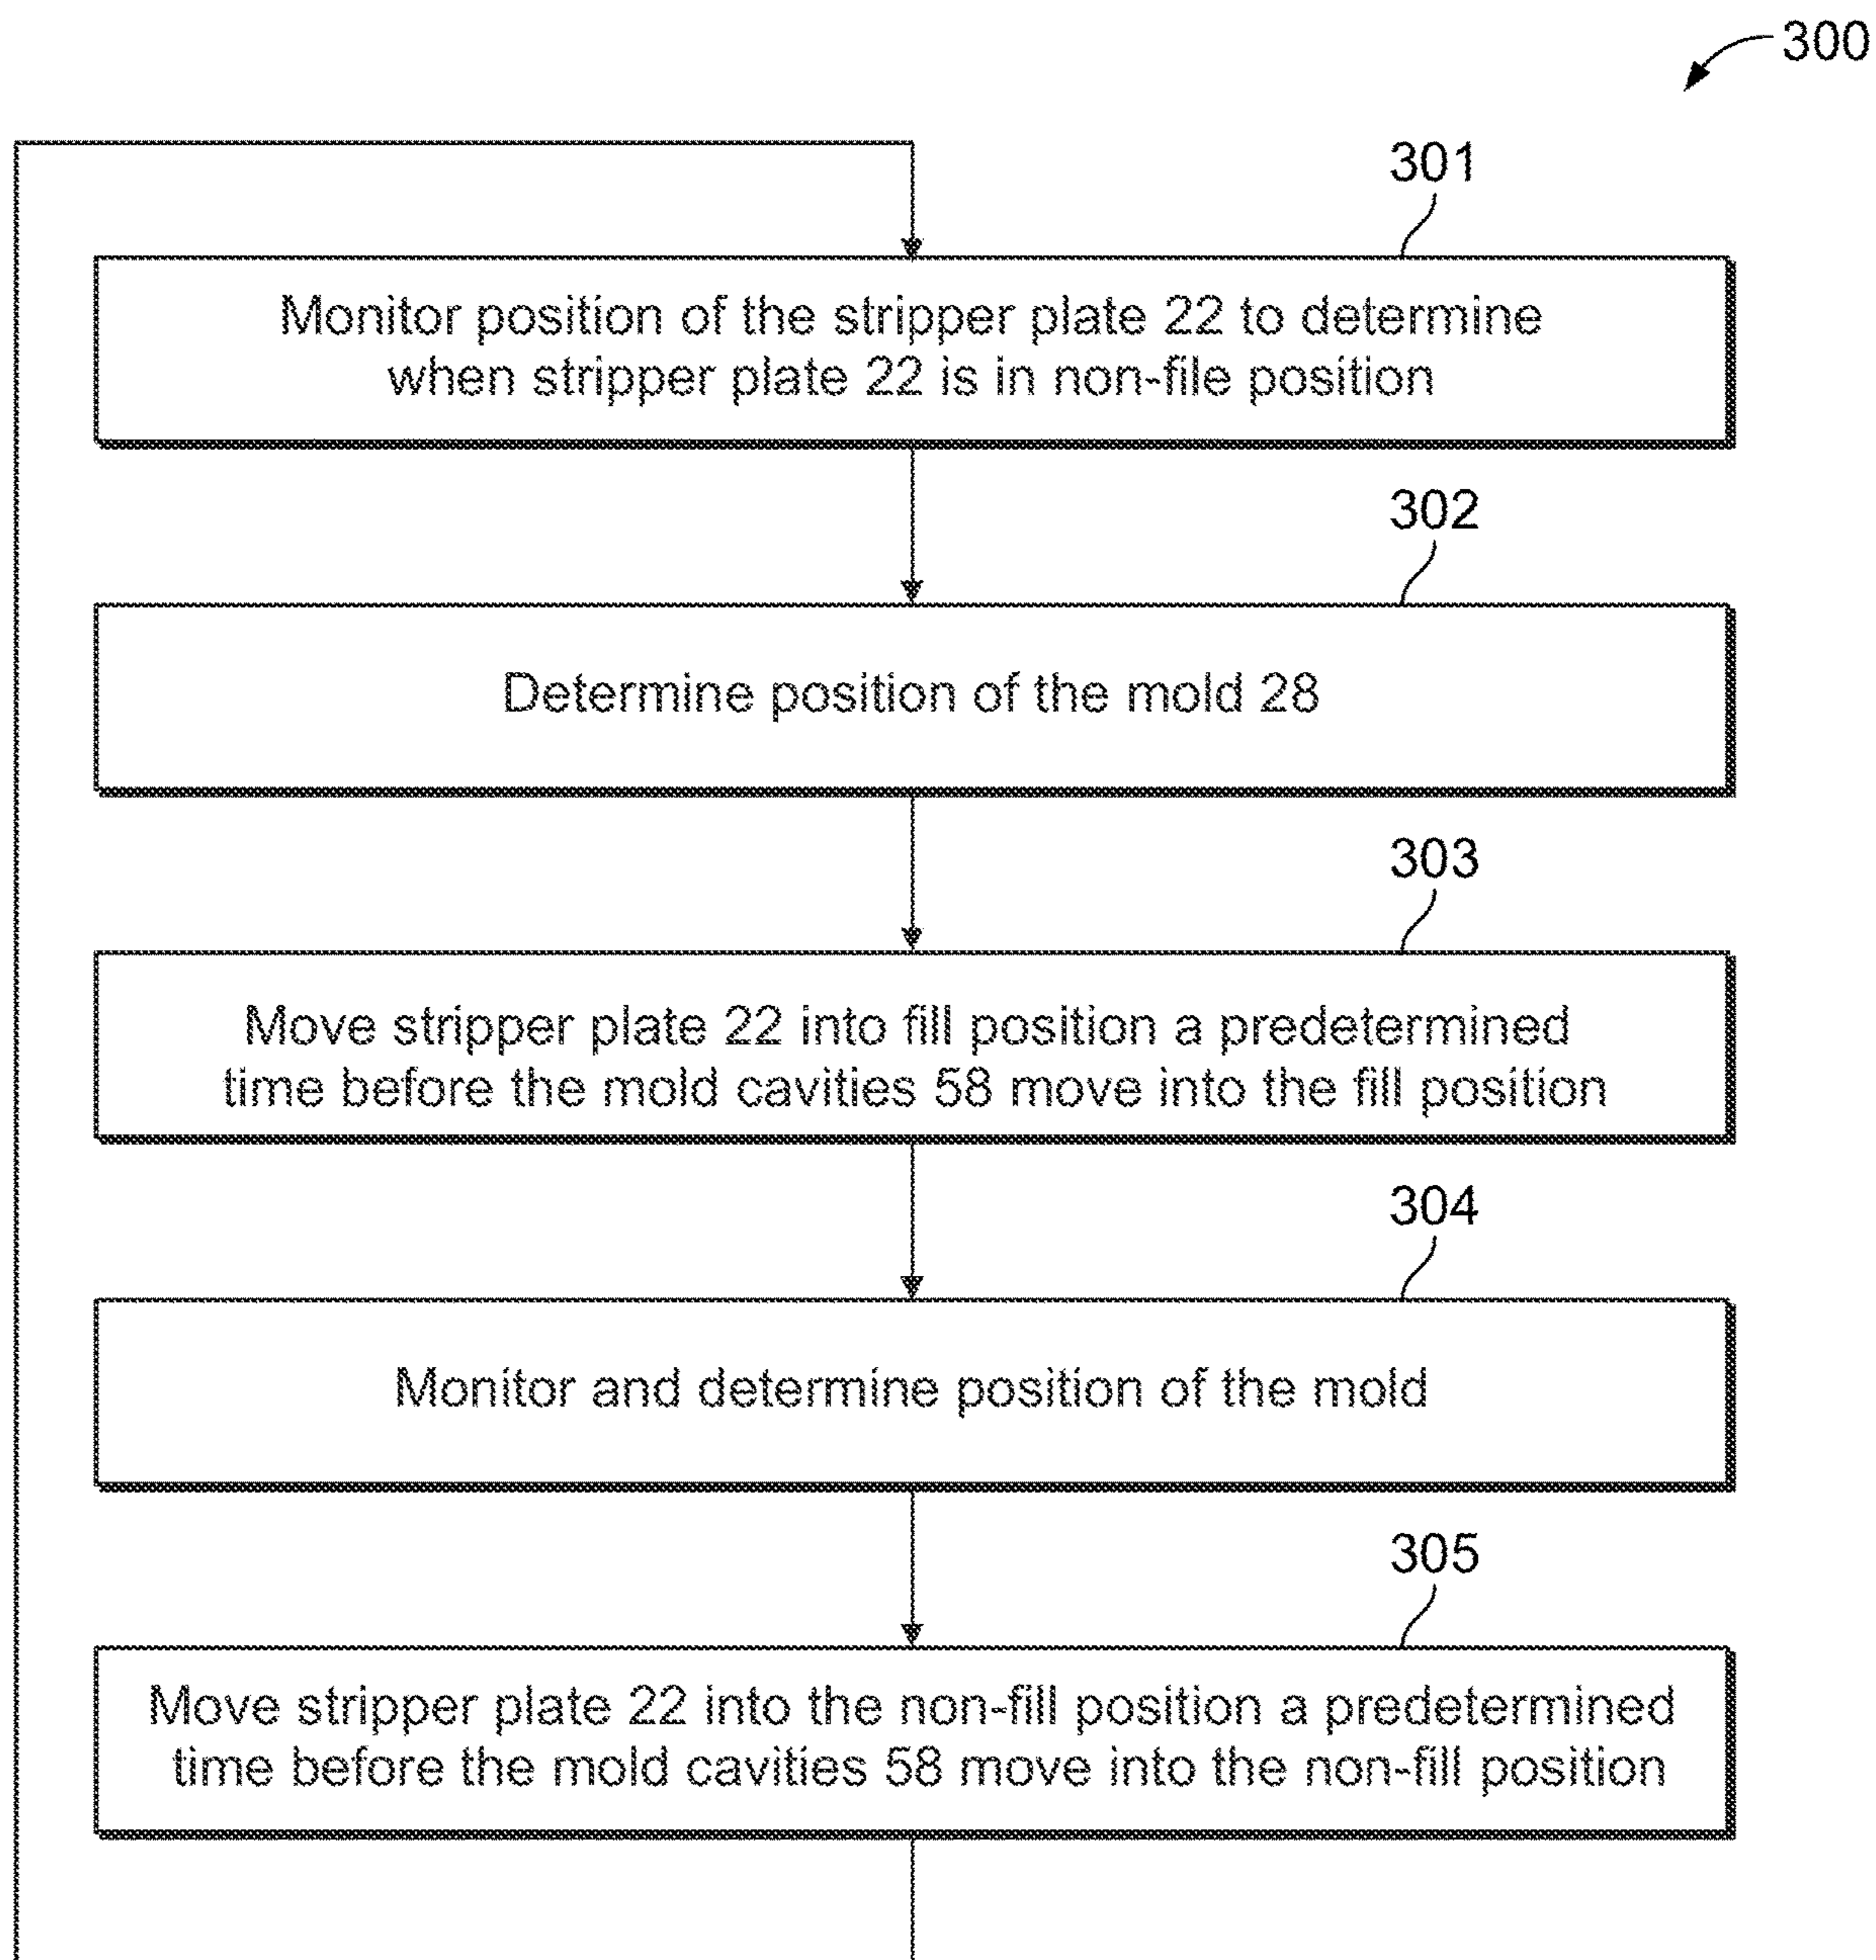 300
301
Monitor position of the stripper plate 22 to determine
when stripper plate 22 is in non-file position
302
Determine position of the mold 28
303
Move stripper plate 22 into fill position a predetermined
time before the mold cavities 58 move into the fill position
304
Monitor and determine position of the mold
305
Move stripper plate 22 into the non-fill position a predetermined
time before the mold cavities 58 move into the non-fill position